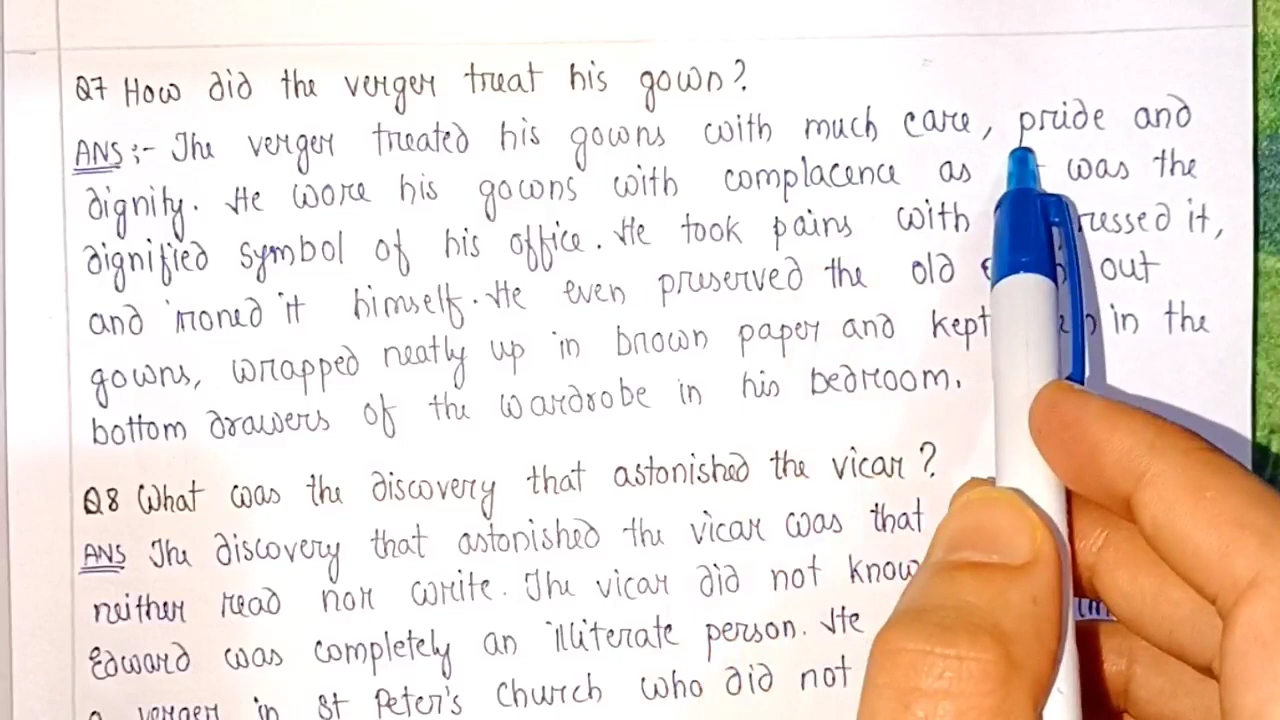 Q7 How did the verger treat his gown?
ANS :- The verger treated his gowns with much care, pride and
dignity. He wore his gowns with complacence as was the
dignified symbol of his office. He took pains with ressed it,
and ironed it himself. He even preserved the old out
gowns, wrapped neatly up in brown paper and kept in the
bottom drawers of the wardrobe in his bedroom.
Q8 What was the discovery that astonished the vicar?
ANS The discovery that astonished the vicar was that
neither read nor write. The vicar did not know
Edward was completely an illiterate person. He
verger in St Peter's Church who did not